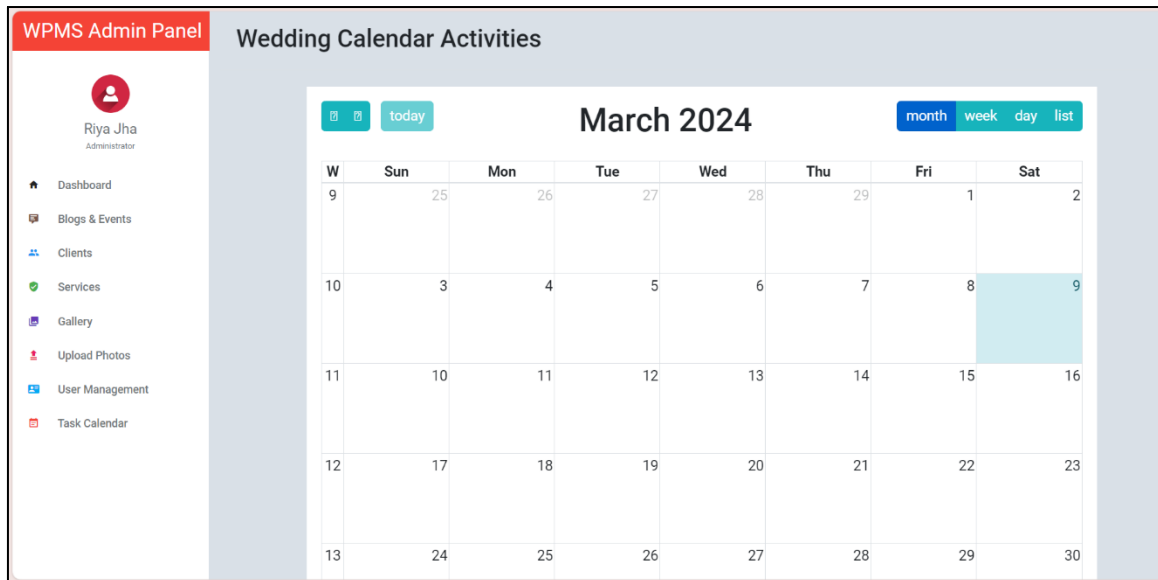 WPMS Admin Panel
Riya Jha
Administrator
Dashboard
Blogs & Events
Clients
Services
Gallery
Upload Photos
User Management
Task Calendar
Wedding Calendar Activities
today
March 2024
month week day list
W Sun Mon Tue Wed Thu Fri Sat
9 25 26 27 28 29 1 2
10 3 4 5 6 7 8 9
11 10 11 12 13 14 15 16
12 17 18 19 20 21 22 23
13 24 25 26 27 28 29 30